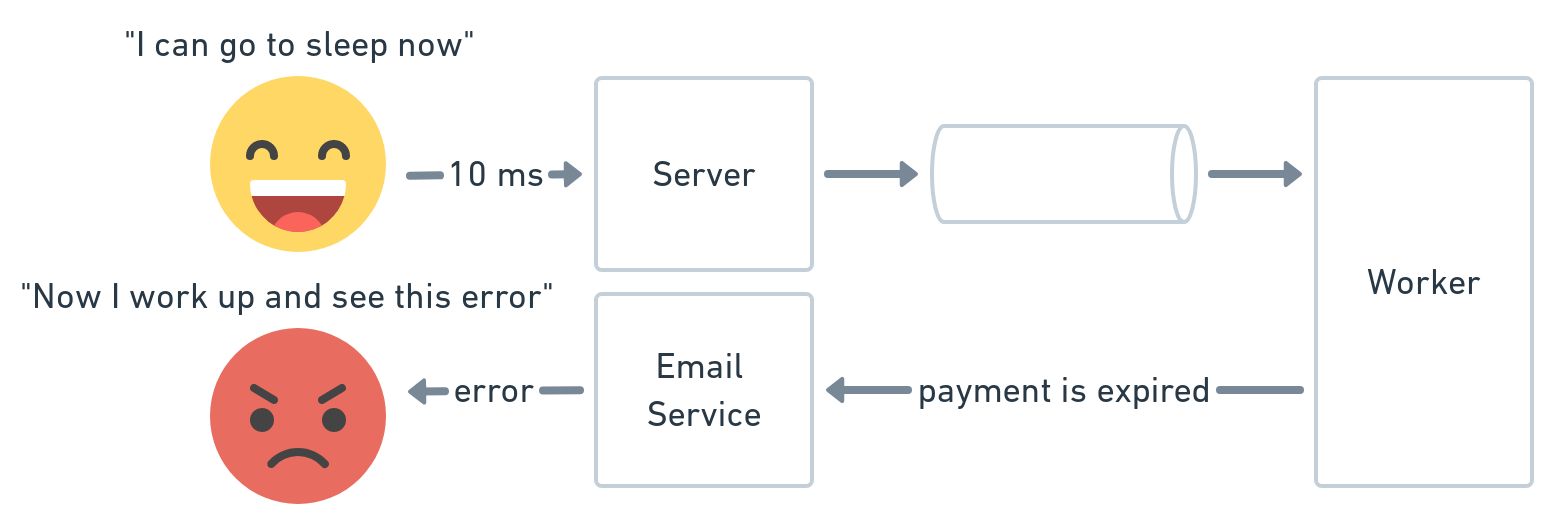 "I can go to sleep now"
10 ms
Server
"Now I work up and see this error"
Worker
Email
Service
error
payment is expired